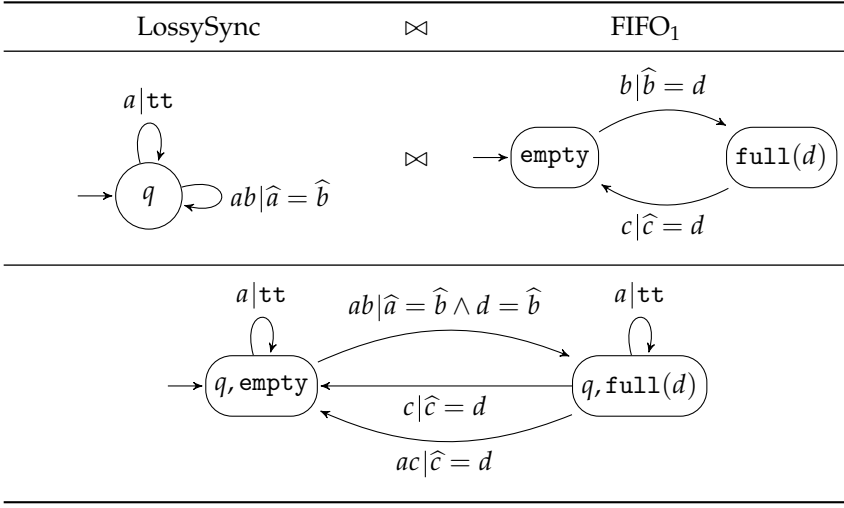 LossySync ⋈ FIFO₁
a|tt
q
ab|â = b̂
⋈
b|b̂ = d
empty
full(d)
c|ĉ = d
a|tt
ab|â = b̂ ∧ d = b̂
a|tt
q, empty
q, full(d)
c|ĉ = d
ac|ĉ = d